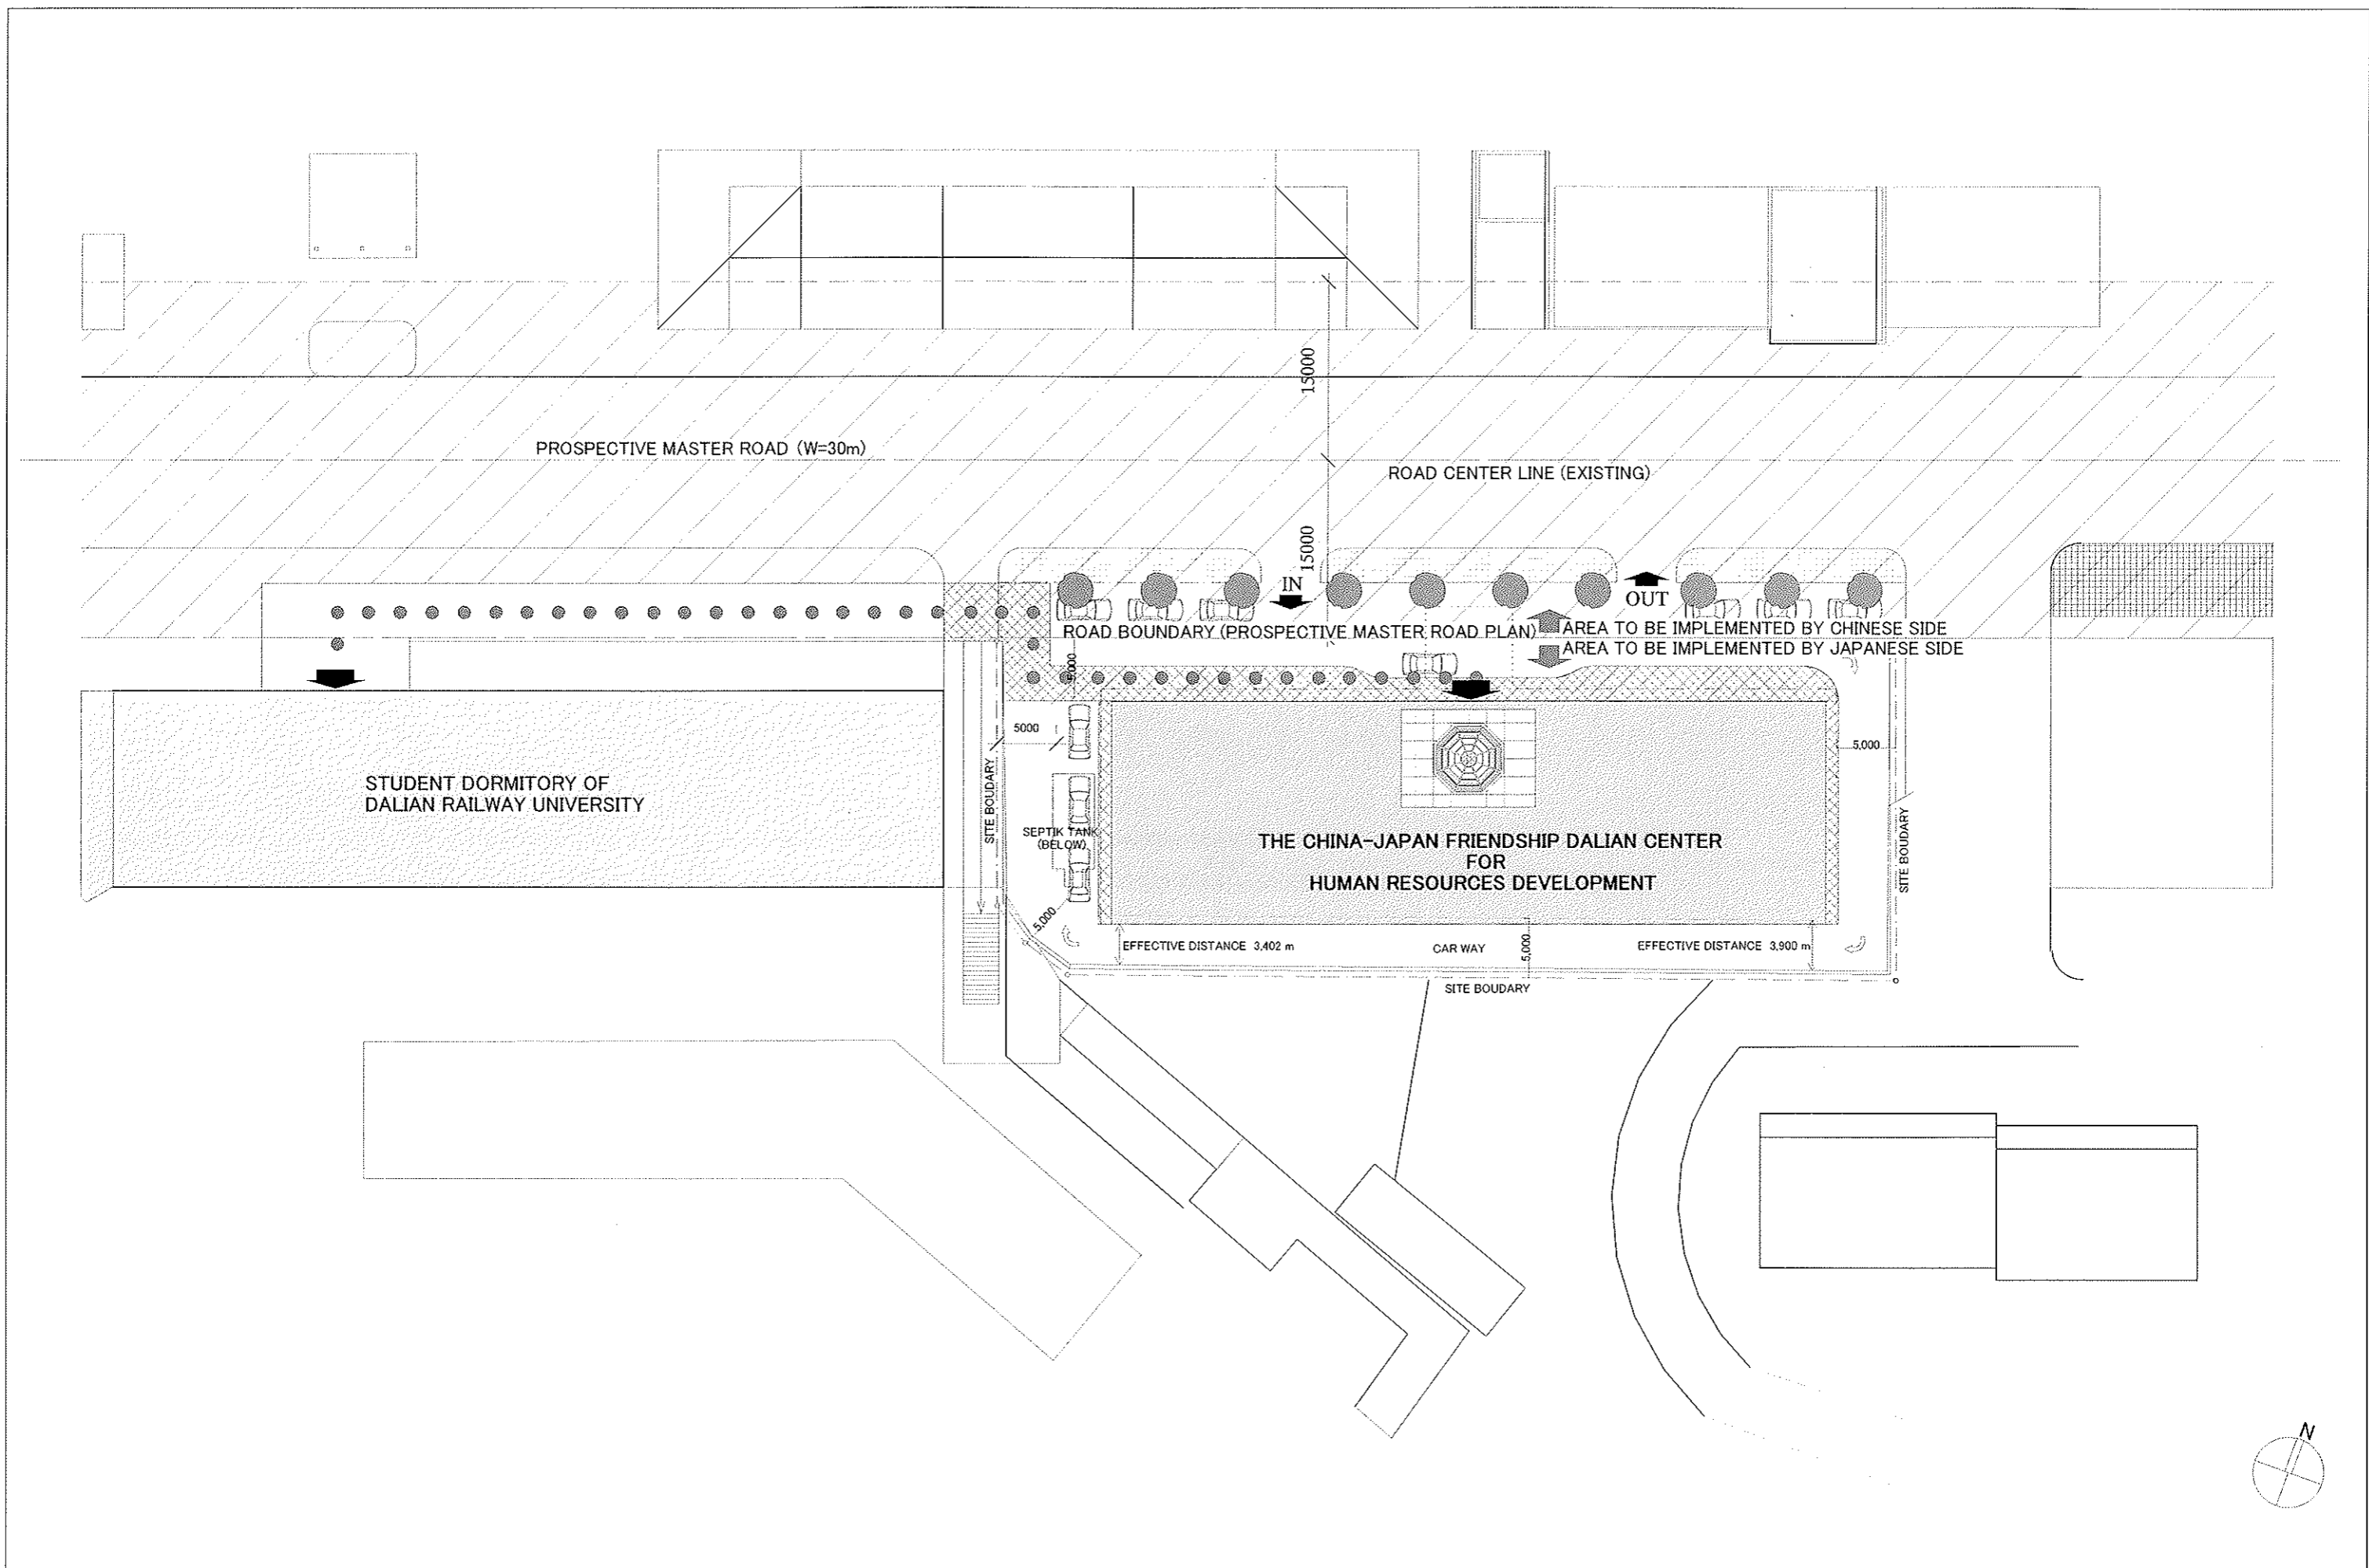 15000
PROSPECTIVE MASTER ROAD (W=30m)
ROAD CENTER LINE (EXISTING)
15000
IN
OUT
ROAD BOUNDARY (PROSPECTIVE MASTER ROAD PLAN)
AREA TO BE IMPLEMENTED BY CHINESE SIDE
AREA TO BE IMPLEMENTED BY JAPANESE SIDE
5000
5,000
STUDENT DORMITORY OF
DALIAN RAILWAY UNIVERSITY
SITE BOUDARY
SEPTIK TANK
(BELOW)
THE CHINA-JAPAN FRIENDSHIP DALIAN CENTER
FOR
HUMAN RESOURCES DEVELOPMENT
SITE BOUDARY
5,000
EFFECTIVE DISTANCE 3,402 m
CAR WAY
5,000
EFFECTIVE DISTANCE 3,900 m
SITE BOUDARY
N